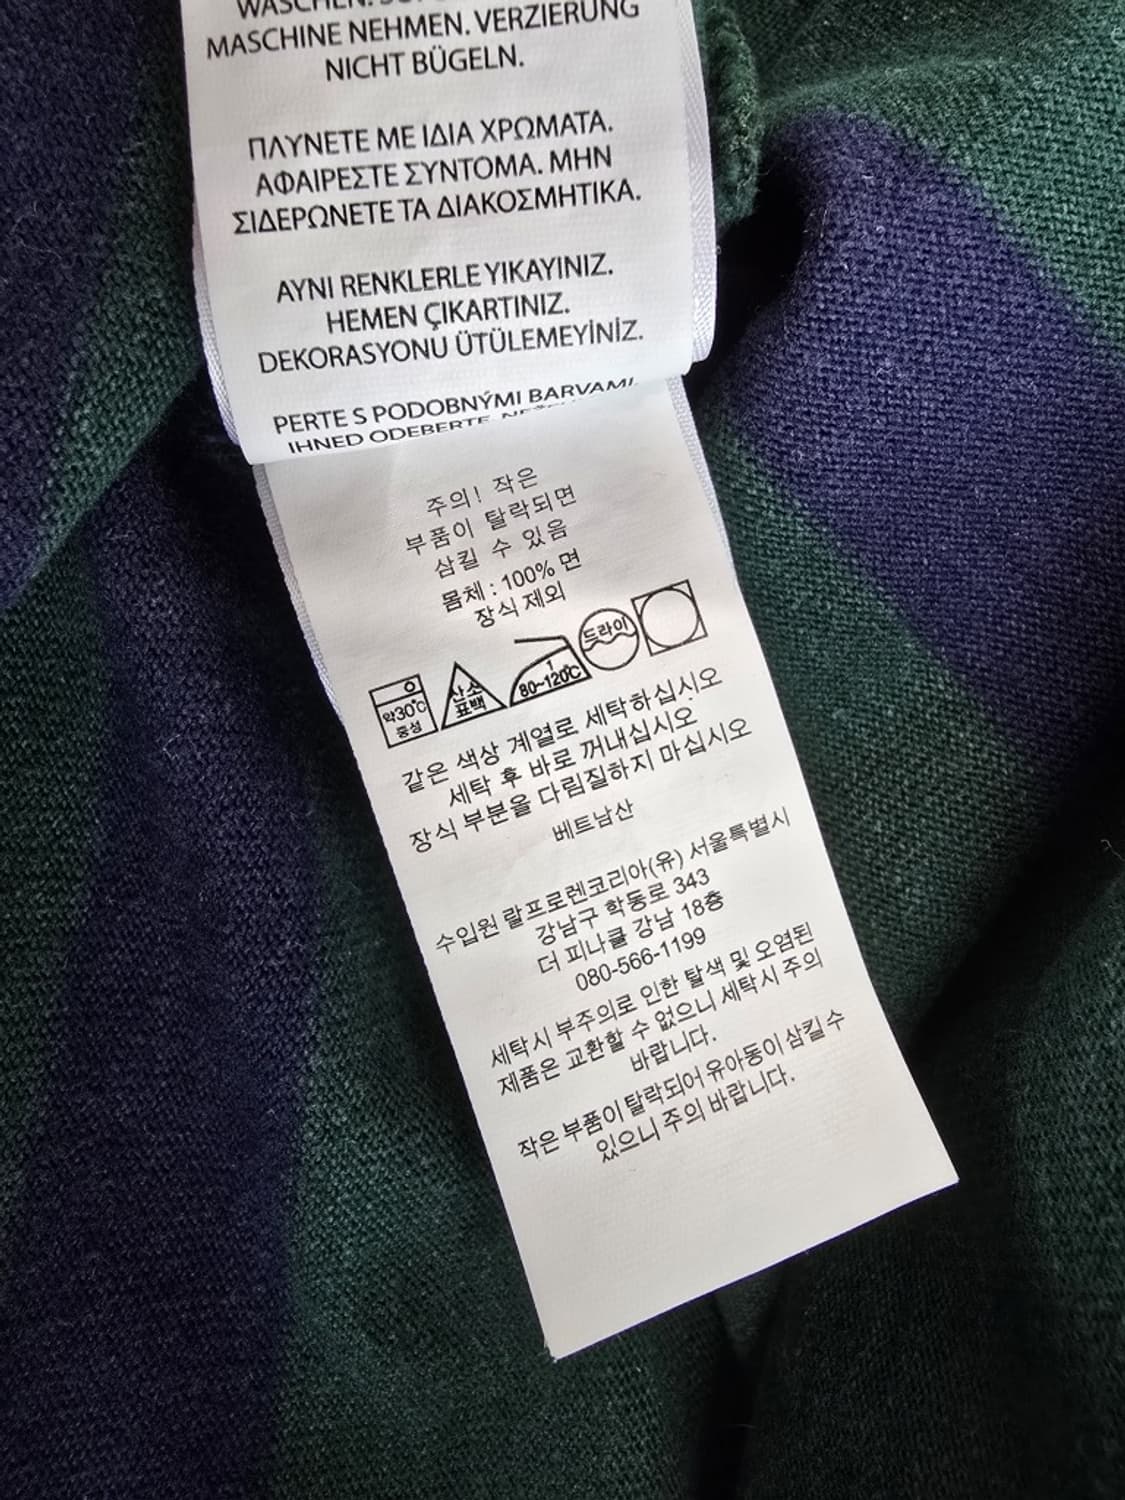 WASCHEN.
MASCHINE NEHMEN. VERZIERUNG
NICHT BÜGELN.
ΠΛΥΝΕΤΕ ΜΕ ΙΔΙΑ ΧΡΩΜΑΤΑ.
ΑΦΑΙΡΕΣΤΕ ΣΥΝΤΟΜΑ. ΜΗΝ
ΣΙΔΕΡΩΝΕΤΕ ΤΑ ΔΙΑΚΟΣΜΗΤΙΚΑ.
AYNI RENKLERLE YIKAYINIZ.
HEMEN ÇIKARTINIZ.
DEKORASYONU ÜTÜLEMEYİNİZ.
PERTE S PODOBNÝMI BARVAMI.
IHNED ODEBERTE.
주의! 작은
부품이 탈락되면
삼킬 수 있음
몸체 : 100% 면
장식 제외
약30°C
중성
산소
표백
80~120°C
드라이
같은 색상 계열로 세탁하십시오
세탁 후 바로 꺼내십시오
장식 부분을 다림질하지 마십시오
베트남산
수입원 랄프로렌코리아(유) 서울특별시
강남구 학동로 343
더 피나클 강남 18층
080-566-1199
세탁시 부주의로 인한 탈색 및 오염된
제품은 교환할 수 없으니 세탁시 주의
바랍니다.
작은 부품이 탈락되어 유아동이 삼킬 수
있으니 주의 바랍니다.